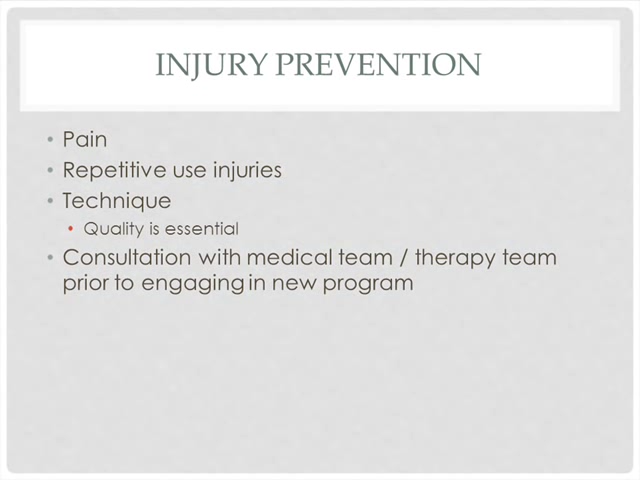 INJURY PREVENTION
• Pain
• Repetitive use injuries
• Technique
• Quality is essential
• Consultation with medical team / therapy team
prior to engaging in new program